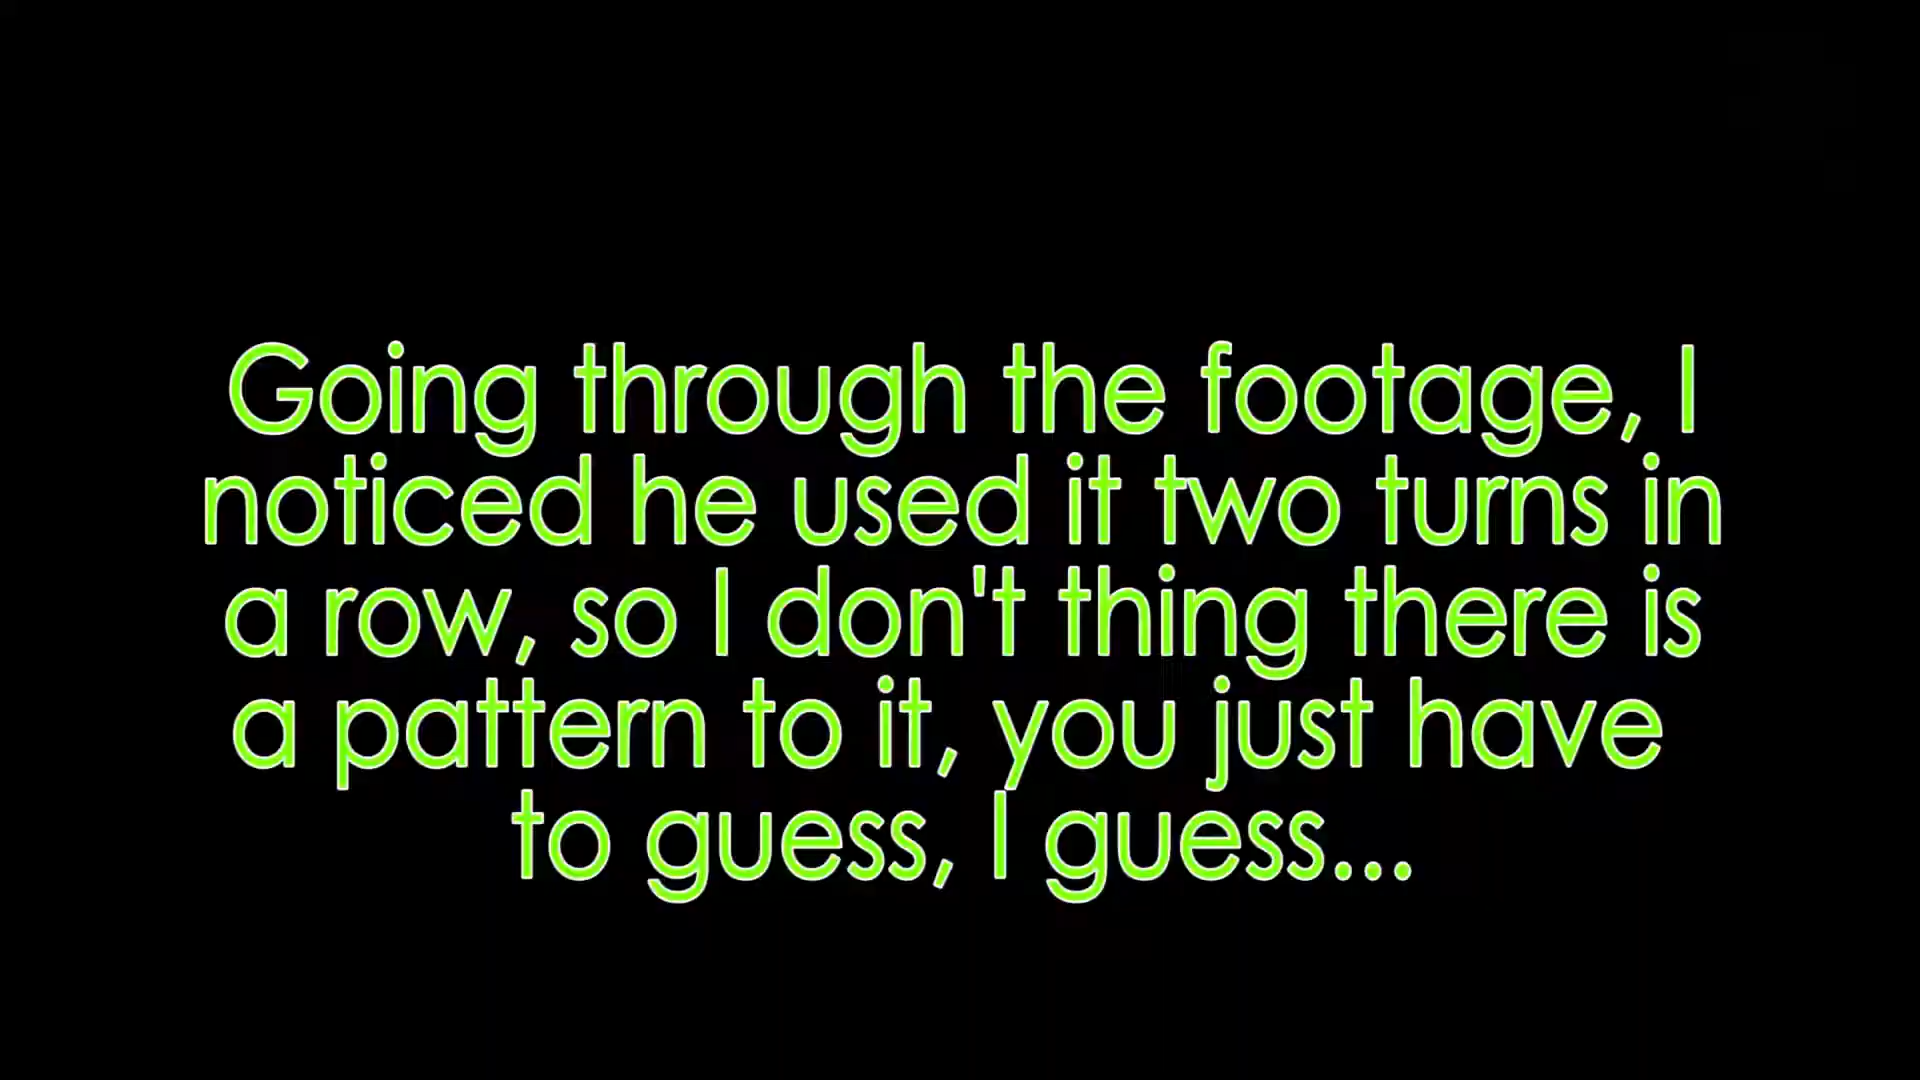 Going through the footage, I
noticed he used it two turns in
a row, so I don't thing there is
a pattern to it, you just have
to guess, I guess...